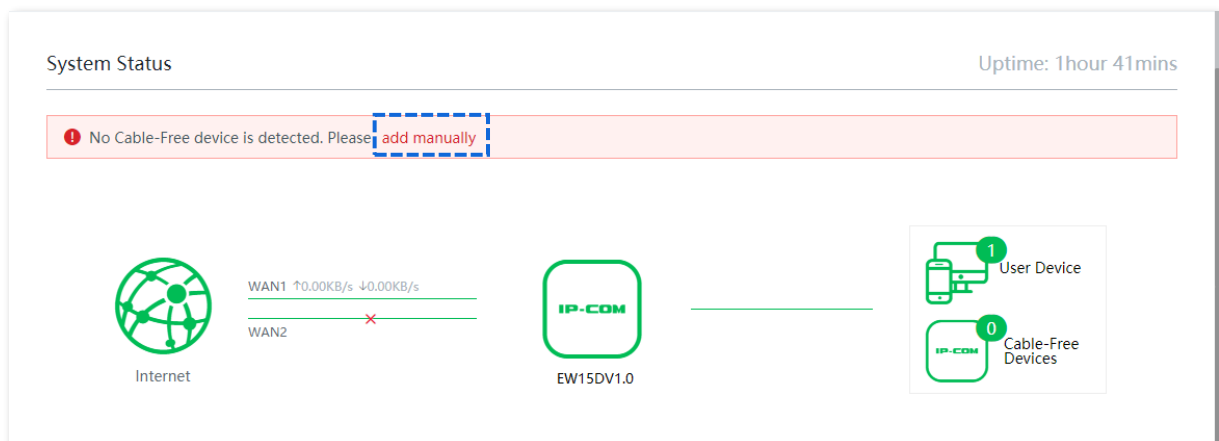 System Status
Uptime: 1hour 41mins
No Cable-Free device is detected. Please add manually
1
User Device
WAN1 ↑0.00KB/s ↓0.00KB/s
IP-COM
WAN2
0
IP-COM
Cable-Free
Devices
Internet
EW15DV1.0